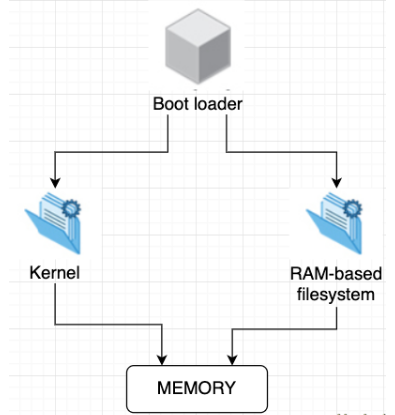 Boot loader
Kernel
RAM-based
filesystem
MEMORY